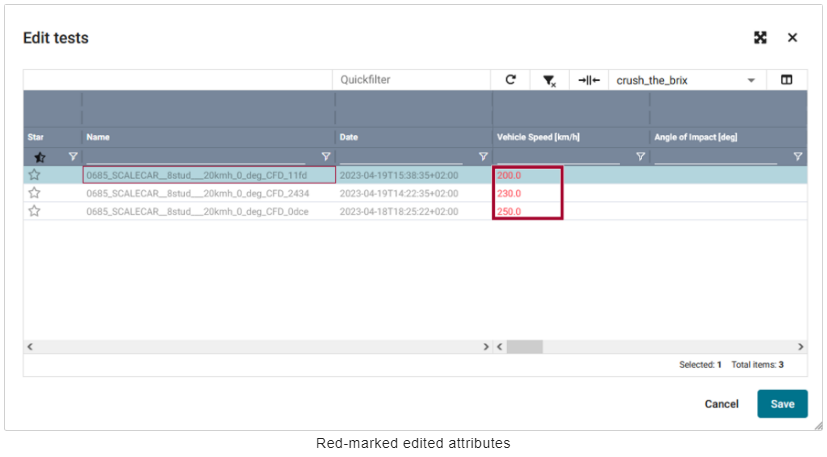 Edit tests
Quickfilter crush_the_brix
Star Name Date Vehicle Speed [km/h] Angle of Impact [deg]
0685_SCALECAR__8stud___20kmh_0_deg_CFD_11fd 2023-04-19T15:38:35+02:00 200.0
0685_SCALECAR__8stud___20kmh_0_deg_CFD_2434 2023-04-19T14:22:35+02:00 230.0
0685_SCALECAR__8stud___20kmh_0_deg_CFD_0dce 2023-04-18T18:25:22+02:00 250.0
Selected: 1 Total items: 3
Cancel Save
Red-marked edited attributes